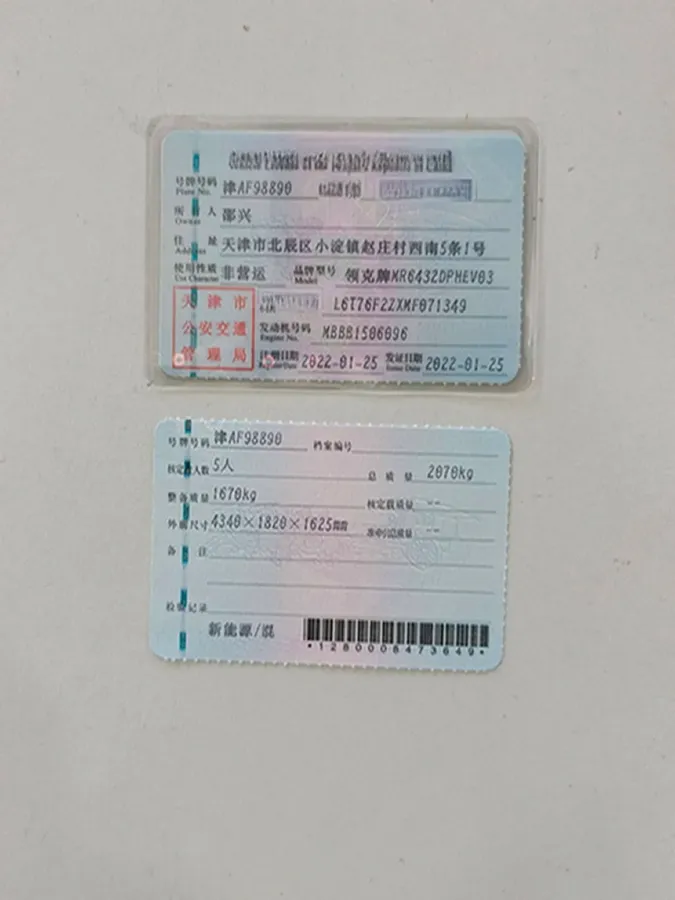 号牌号码 津AF98890
Plate No.
所有人 邵兴
Owner
住址 天津市北辰区小淀镇赵庄村西南5条1号
Address
使用性质 非营运 品牌型号 领克牌MR6432DPHEV03
Use Character Model
天津市 L6T76F2ZXMF071349
公安交通 发动机号码 MBBB1506096
Engine No.
管理局 注册日期 2022-01-25 发证日期 2022-01-25
Register Date Issue Date
号牌号码 津AF98890 档案编号
核定载人数 5人 总质量 2070kg
整备质量 1670kg 核定载质量 --
外廓尺寸 4340×1820×1625 --
备注
检验记录
新能源/混
*1280008473649*